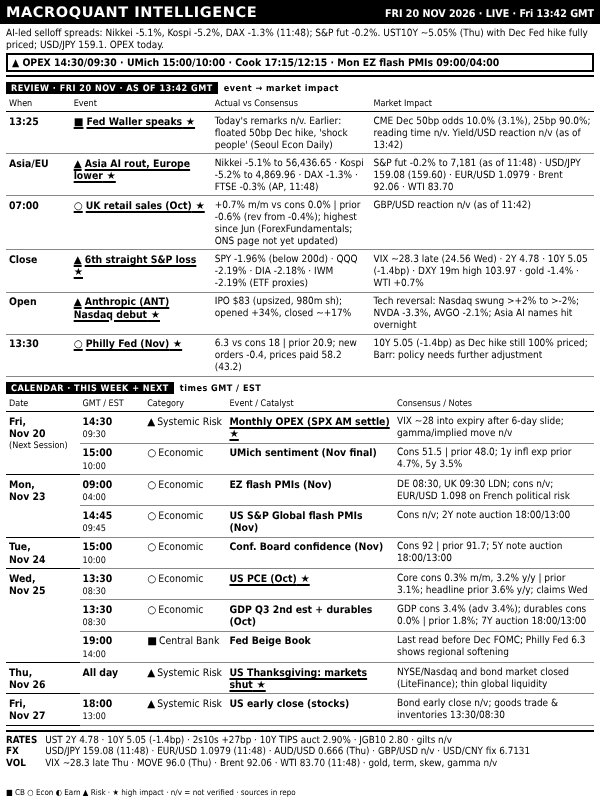 MACROQUANT INTELLIGENCE FRI 20 NOV 2026 · LIVE · Fri 13:42 GMT
AI-led selloff spreads: Nikkei -5.1%, Kospi -5.2%, DAX -1.3% (11:48); S&P fut -0.2%. UST10Y ~5.05% (Thu) with Dec Fed hike fully
priced; USD/JPY 159.1. OPEX today.
▲ OPEX 14:30/09:30 · UMich 15:00/10:00 · Cook 17:15/12:15 · Mon EZ flash PMIs 09:00/04:00
REVIEW · FRI 20 NOV · AS OF 13:42 GMT event → market impact
When Event Actual vs Consensus Market Impact
13:25 ■ Fed Waller speaks ★ Today's remarks n/v. Earlier: CME Dec 50bp odds 10.0% (3.1%), 25bp 90.0%;
floated 50bp Dec hike, 'shock reading time n/v. Yield/USD reaction n/v (as of
people' (Seoul Econ Daily) 13:42)
Asia/EU ▲ Asia AI rout, Europe Nikkei -5.1% to 56,436.65 · Kospi S&P fut -0.2% to 7,181 (as of 11:48) · USD/JPY
lower ★ -5.2% to 4,869.96 · DAX -1.3% · 159.08 (159.60) · EUR/USD 1.0979 · Brent
FTSE -0.3% (AP, 11:48) 92.06 · WTI 83.70
07:00 ○ UK retail sales (Oct) ★ +0.7% m/m vs cons 0.0% | prior GBP/USD reaction n/v (as of 11:42)
-0.6% (rev from -0.4%); highest
since Jun (ForexFundamentals;
ONS page not yet updated)
Close ▲ 6th straight S&P loss SPY -1.96% (below 200d) · QQQ VIX ~28.3 late (24.56 Wed) · 2Y 4.78 · 10Y 5.05
★ -2.19% · DIA -2.18% · IWM (-1.4bp) · DXY 19m high 103.97 · gold -1.4% ·
-2.19% (ETF proxies) WTI +0.7%
Open ▲ Anthropic (ANT) IPO $83 (upsized, 980m sh); Tech reversal: Nasdaq swung >+2% to >-2%;
Nasdaq debut ★ opened +34%, closed ~+17% NVDA -3.3%, AVGO -2.1%; Asia AI names hit
overnight
13:30 ○ Philly Fed (Nov) ★ 6.3 vs cons 18 | prior 20.9; new 10Y 5.05 (-1.4bp) as Dec hike still 100% priced;
orders -0.4, prices paid 58.2 Barr: policy needs further adjustment
(43.2)
CALENDAR · THIS WEEK + NEXT times GMT / EST
Date GMT / EST Category Event / Catalyst Consensus / Notes
Fri, 14:30 ▲ Systemic Risk Monthly OPEX (SPX AM settle) VIX ~28 into expiry after 6-day slide;
Nov 20 09:30 ★ gamma/implied move n/v
(Next Session)
15:00 ○ Economic UMich sentiment (Nov final) Cons 51.5 | prior 48.0; 1y infl exp prior
10:00 4.7%, 5y 3.5%
Mon, 09:00 ○ Economic EZ flash PMIs (Nov) DE 08:30, UK 09:30 LDN; cons n/v;
Nov 23 04:00 EUR/USD 1.098 on French political risk
14:45 ○ Economic US S&P Global flash PMIs Cons n/v; 2Y note auction 18:00/13:00
09:45 (Nov)
Tue, 15:00 ○ Economic Conf. Board confidence (Nov) Cons 92 | prior 91.7; 5Y note auction
Nov 24 10:00 18:00/13:00
Wed, 13:30 ○ Economic US PCE (Oct) ★ Core cons 0.3% m/m, 3.2% y/y | prior
Nov 25 08:30 3.1%; headline prior 3.6% y/y; claims Wed
13:30 ○ Economic GDP Q3 2nd est + durables GDP cons 3.4% (adv 3.4%); durables cons
08:30 (Oct) 0.0% | prior 1.8%; 7Y auction 18:00/13:00
19:00 ■ Central Bank Fed Beige Book Last read before Dec FOMC; Philly Fed 6.3
14:00 shows regional softening
Thu, All day ▲ Systemic Risk US Thanksgiving: markets NYSE/Nasdaq and bond market closed
Nov 26 shut ★ (LiteFinance); thin global liquidity
Fri, 18:00 ▲ Systemic Risk US early close (stocks) Bond early close n/v; goods trade &
Nov 27 13:00 inventories 13:30/08:30
RATES UST 2Y 4.78 · 10Y 5.05 (-1.4bp) · 2s10s +27bp · 10Y TIPS auct 2.90% · JGB10 2.80 · gilts n/v
FX USD/JPY 159.08 (11:48) · EUR/USD 1.0979 (11:48) · AUD/USD 0.666 (Thu) · GBP/USD n/v · USD/CNY fix 6.7131
VOL VIX ~28.3 late Thu · MOVE 96.0 (Thu) · Brent 92.06 · WTI 83.70 (11:48) · gold, term, skew, gamma n/v
■ CB ○ Econ ◐ Earn ▲ Risk · ★ high impact · n/v = not verified · sources in repo